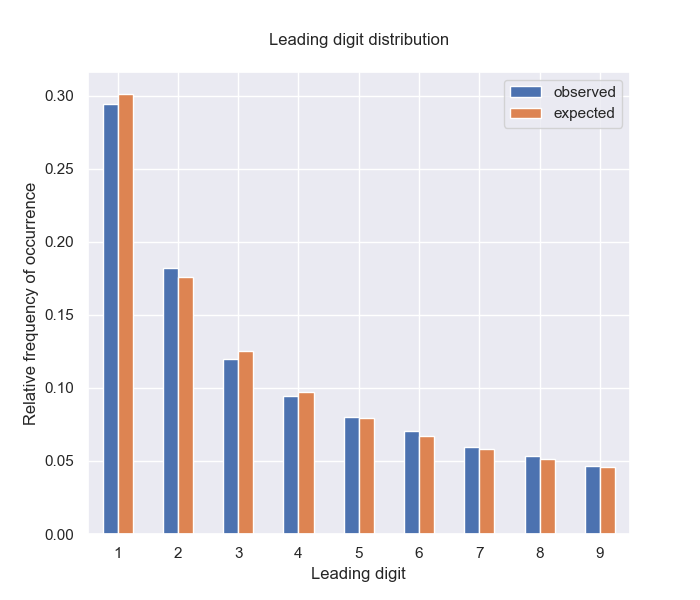 Leading digit distribution
observed
expected
0.30
0.25
0.20
0.15
0.10
0.05
0.00
Relative frequency of occurrence
1 2 3 4 5 6 7 8 9
Leading digit